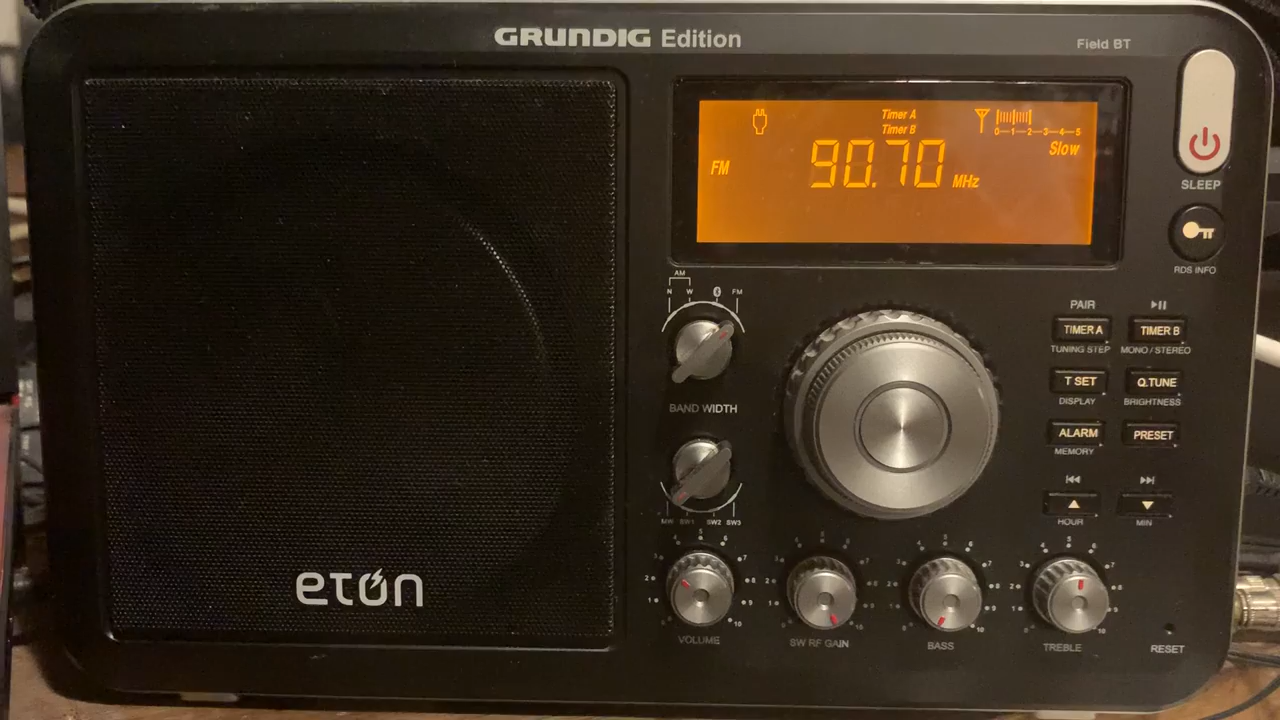 GRUNDIG Edition
Field BT
Timer A
Timer B
0 1 2 3 4 5
Slow
FM 90.70 MHz
SLEEP
RDS INFO
AM
N W FM
BAND WIDTH
MW SW1 SW2 SW3
PAIR
TIMER A TIMER B
TUNING STEP MONO / STEREO
T SET Q.TUNE
DISPLAY BRIGHTNESS
ALARM PRESET
MEMORY
HOUR MIN
VOLUME SW RF GAIN BASS TREBLE
RESET
etón